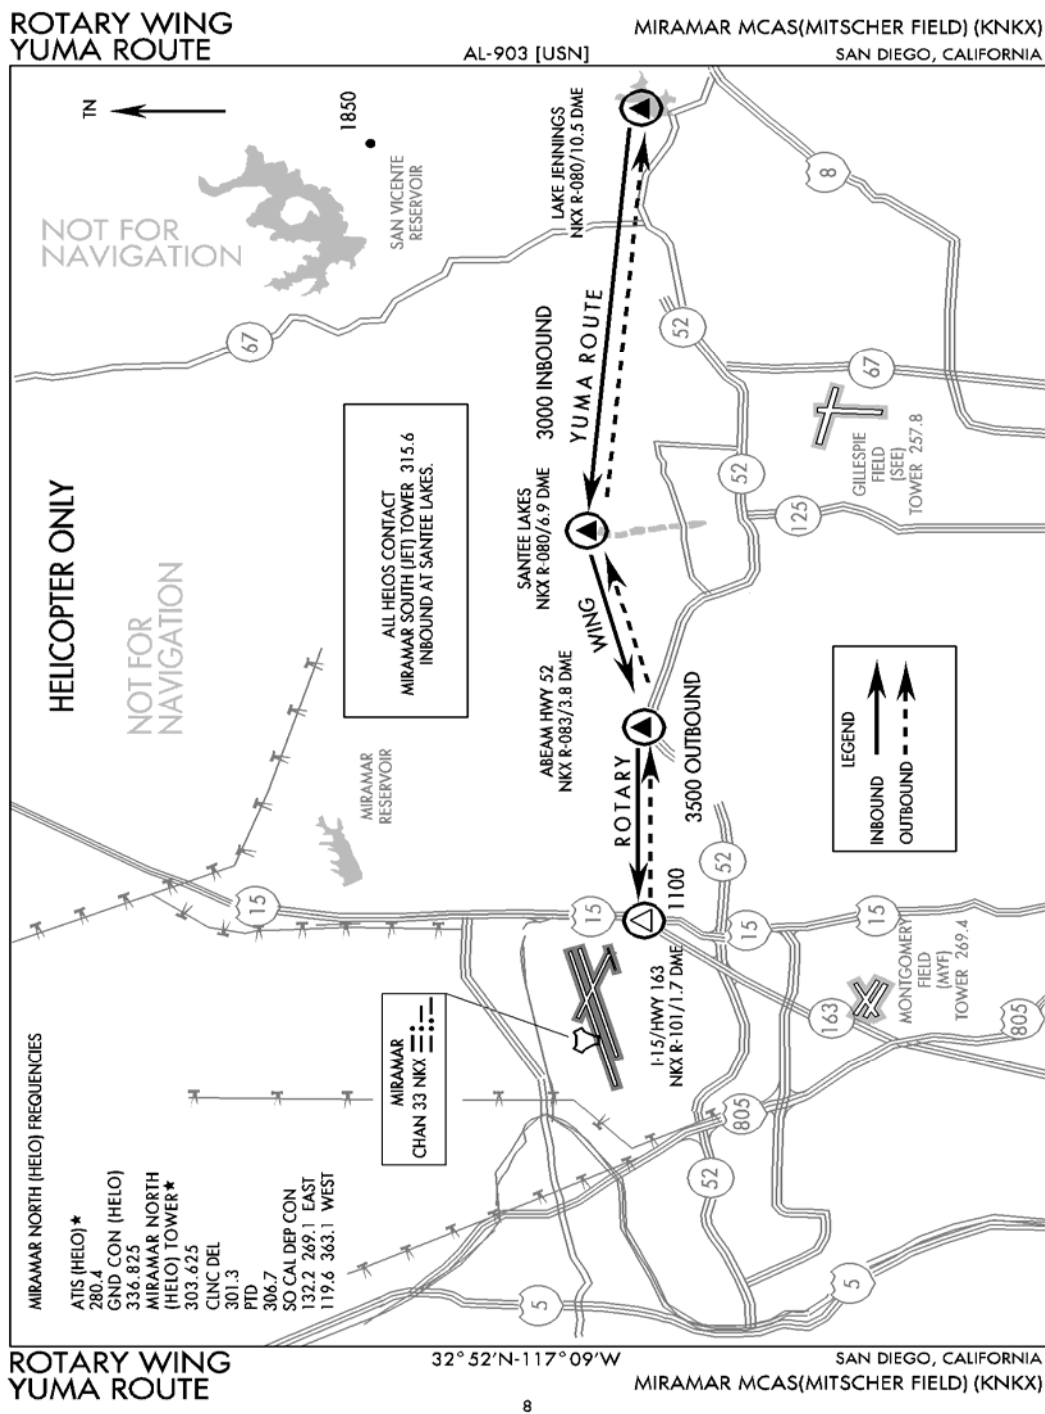 ROTARY WING
YUMA ROUTE
AL-903 [USN]
MIRAMAR MCAS(MITSCHER FIELD) (KNKX)
SAN DIEGO, CALIFORNIA
TN
1850
NOT FOR
NAVIGATION
SAN VICENTE
RESERVOIR
LAKE JENNINGS
NKX R-080/10.5 DME
8
67
52
3000 INBOUND
YUMA ROUTE
67
HELICOPTER ONLY
NOT FOR
NAVIGATION
ALL HELOS CONTACT
MIRAMAR SOUTH (JET) TOWER 315.6
INBOUND AT SANTEE LAKES.
SANTEE LAKES
NKX R-080/6.9 DME
52
125
GILLESPIE
FIELD
(SEE)
TOWER 257.8
WING
ABEAM HWY 52
NKX R-083/3.8 DME
3500 OUTBOUND
ROTARY
LEGEND
INBOUND
OUTBOUND
MIRAMAR
RESERVOIR
15
15
1100
52
15
15
I-15/HWY 163
NKX R-101/1.7 DME
163
MONTGOMERY
FIELD
(MYF)
TOWER 269.4
805
MIRAMAR
CHAN 33 NKX
805
52
5
5
MIRAMAR NORTH (HELO) FREQUENCIES
ATIS (HELO)★
280.4
GND CON (HELO)
336.825
MIRAMAR NORTH
(HELO) TOWER★
303.625
CLNC DEL
301.3
PTD
306.7
SO CAL DEP CON
132.2 269.1 EAST
119.6 363.1 WEST
ROTARY WING
YUMA ROUTE
32°52'N-117°09'W
SAN DIEGO, CALIFORNIA
MIRAMAR MCAS(MITSCHER FIELD) (KNKX)
8